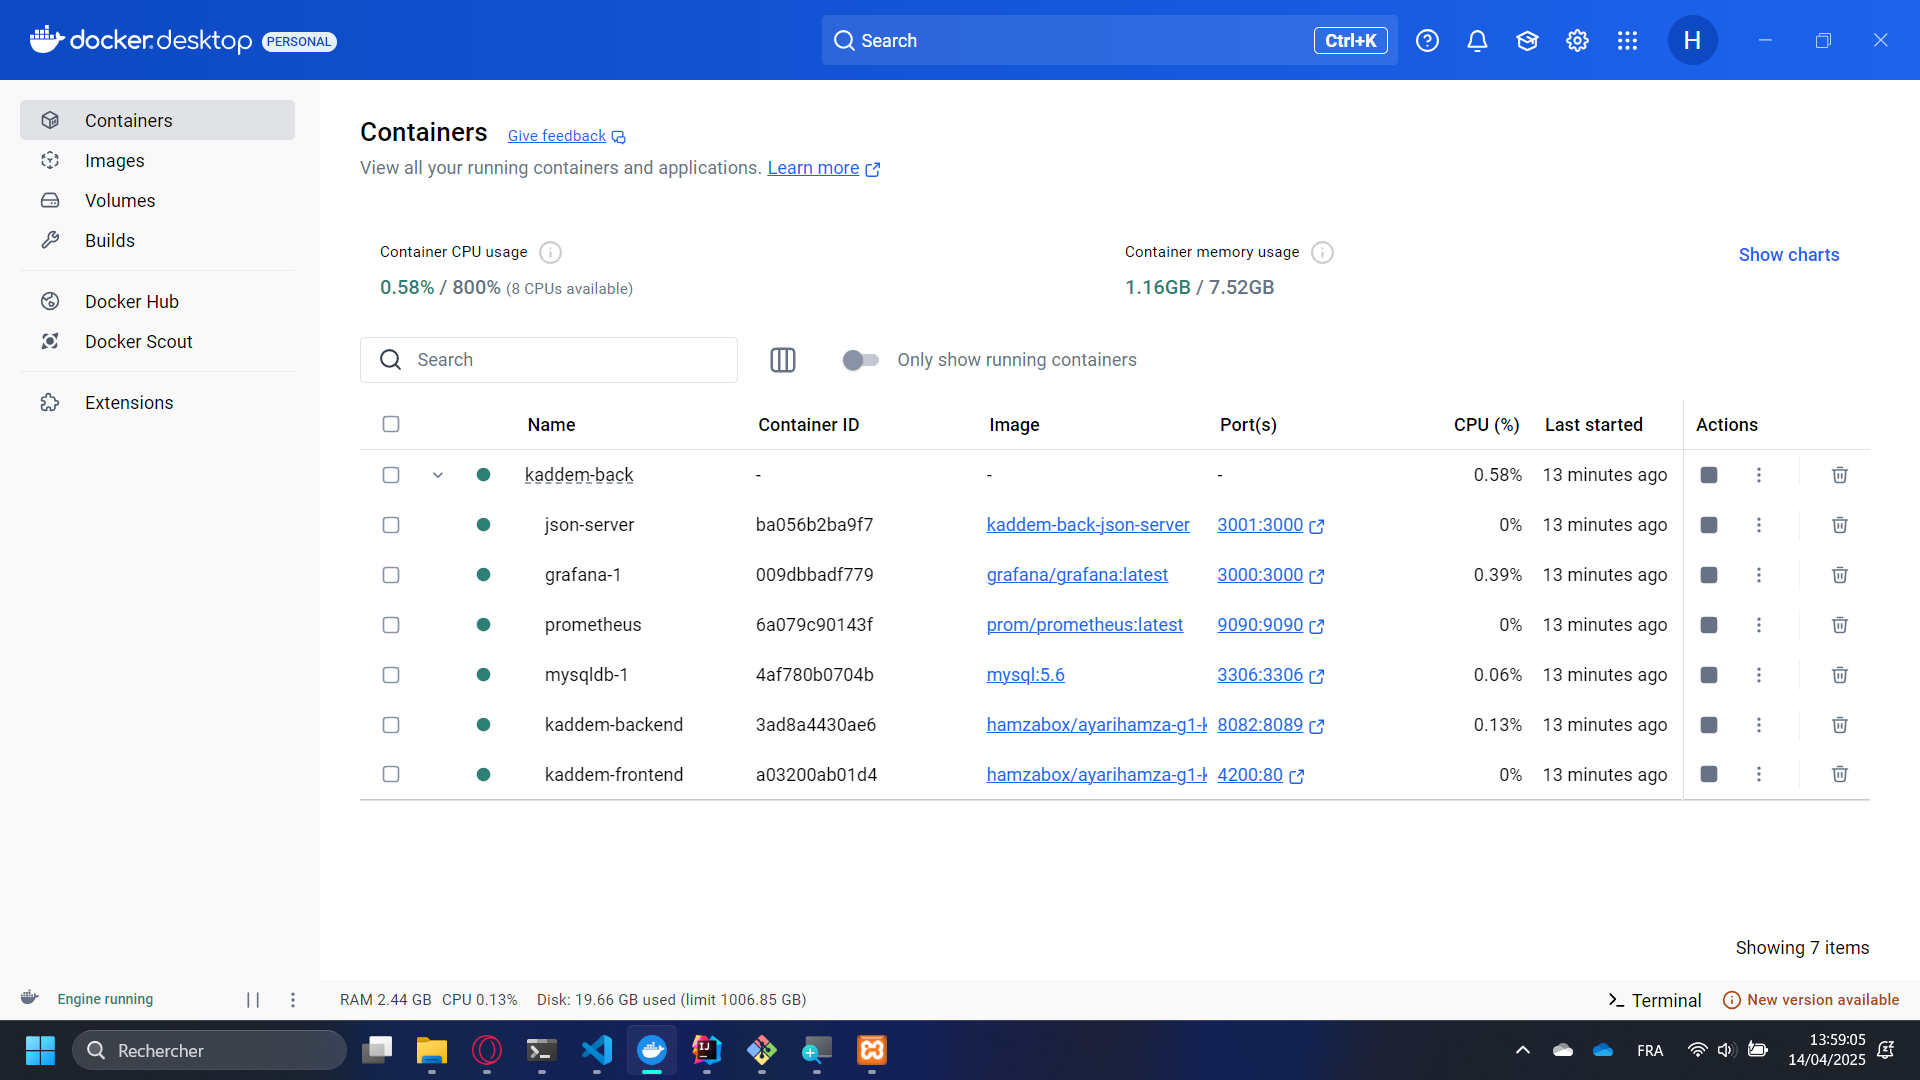 docker.desktop PERSONAL
Search Ctrl+K
H
Containers
Images
Volumes
Builds
Docker Hub
Docker Scout
Extensions
Containers Give feedback
View all your running containers and applications. Learn more
Container CPU usage
0.58% / 800% (8 CPUs available)
Container memory usage
1.16GB / 7.52GB
Show charts
Search
Only show running containers
Name Container ID Image Port(s) CPU (%) Last started Actions
kaddem-back - - - 0.58% 13 minutes ago
json-server ba056b2ba9f7 kaddem-back-json-server 3001:3000 0% 13 minutes ago
grafana-1 009dbbadf779 grafana/grafana:latest 3000:3000 0.39% 13 minutes ago
prometheus 6a079c90143f prom/prometheus:latest 9090:9090 0% 13 minutes ago
mysqldb-1 4af780b0704b mysql:5.6 3306:3306 0.06% 13 minutes ago
kaddem-backend 3ad8a4430ae6 hamzabox/ayarihamza-g1-k 8082:8089 0.13% 13 minutes ago
kaddem-frontend a03200ab01d4 hamzabox/ayarihamza-g1-k 4200:80 0% 13 minutes ago
Showing 7 items
Engine running
RAM 2.44 GB CPU 0.13% Disk: 19.66 GB used (limit 1006.85 GB)
Terminal
New version available
Rechercher
IJ
FRA
13:59:05
14/04/2025